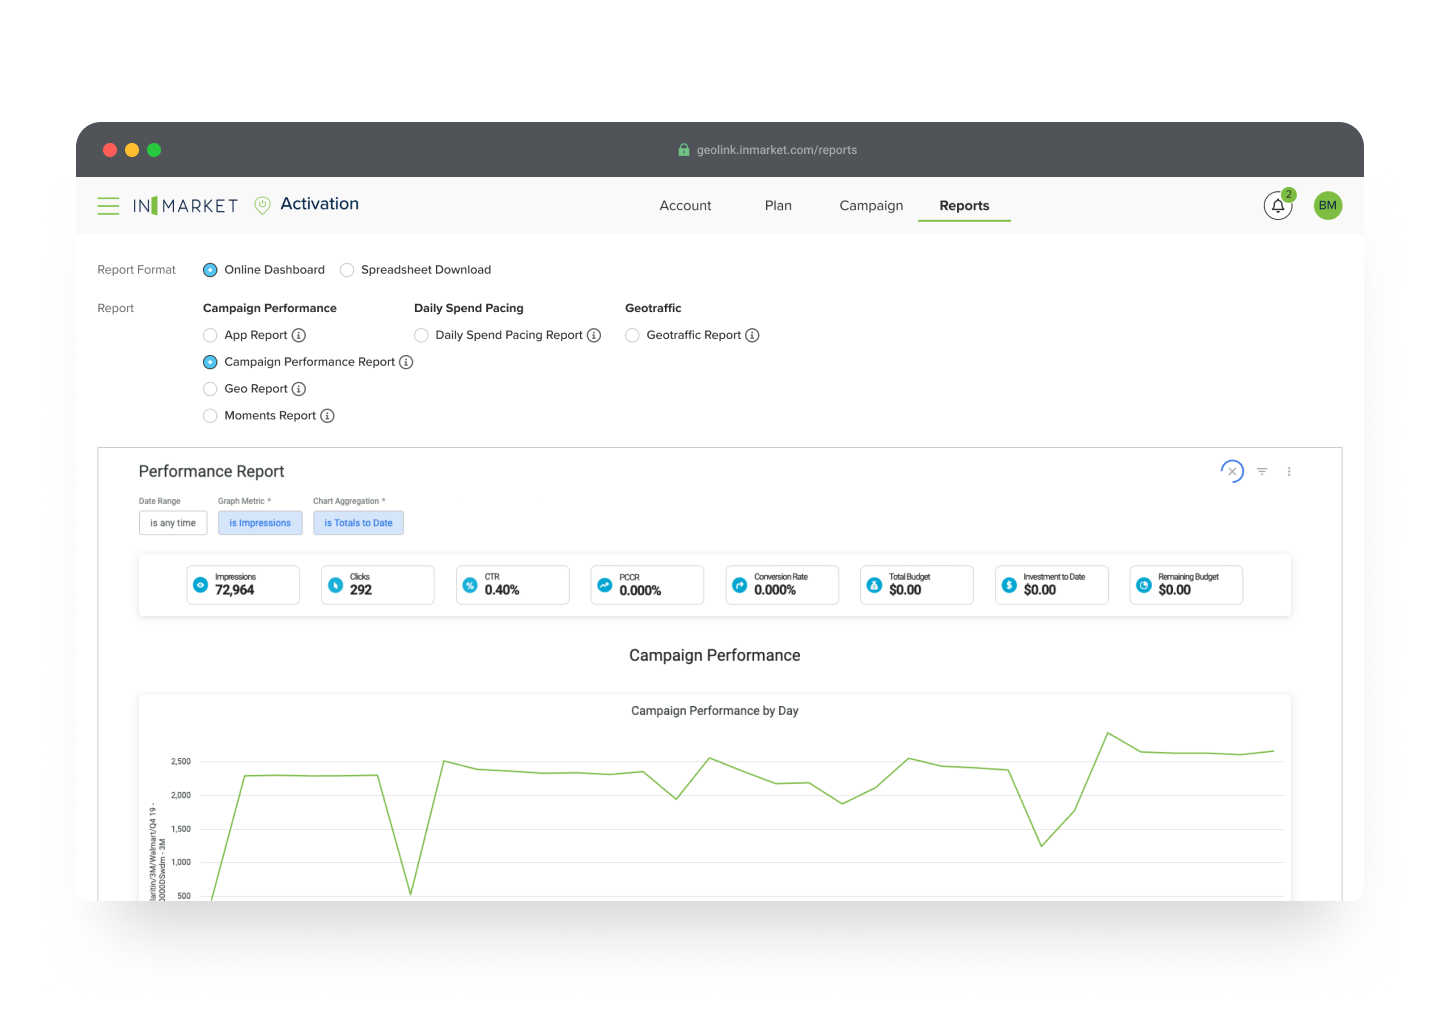 geolink.inmarket.com/reports
INMARKET Activation Account Plan Campaign Reports 2 BM
Report Format Online Dashboard Spreadsheet Download
Report Campaign Performance Daily Spend Pacing Geotraffic
App Report Daily Spend Pacing Report Geotraffic Report
Campaign Performance Report
Geo Report
Moments Report
Performance Report
Date Range Graph Metric * Chart Aggregation *
is any time is Impressions is Totals to Date
Impressions Clicks CTR PCCR Conversion Rate Total Budget Investment to Date Remaining Budget
72,964 292 0.40% 0.000% 0.000% $0.00 $0.00 $0.00
Campaign Performance
Campaign Performance by Day
2,500
2,000
1,500
1,000
500
laritin/3M/Walmart/Q4 19 -
- 3M